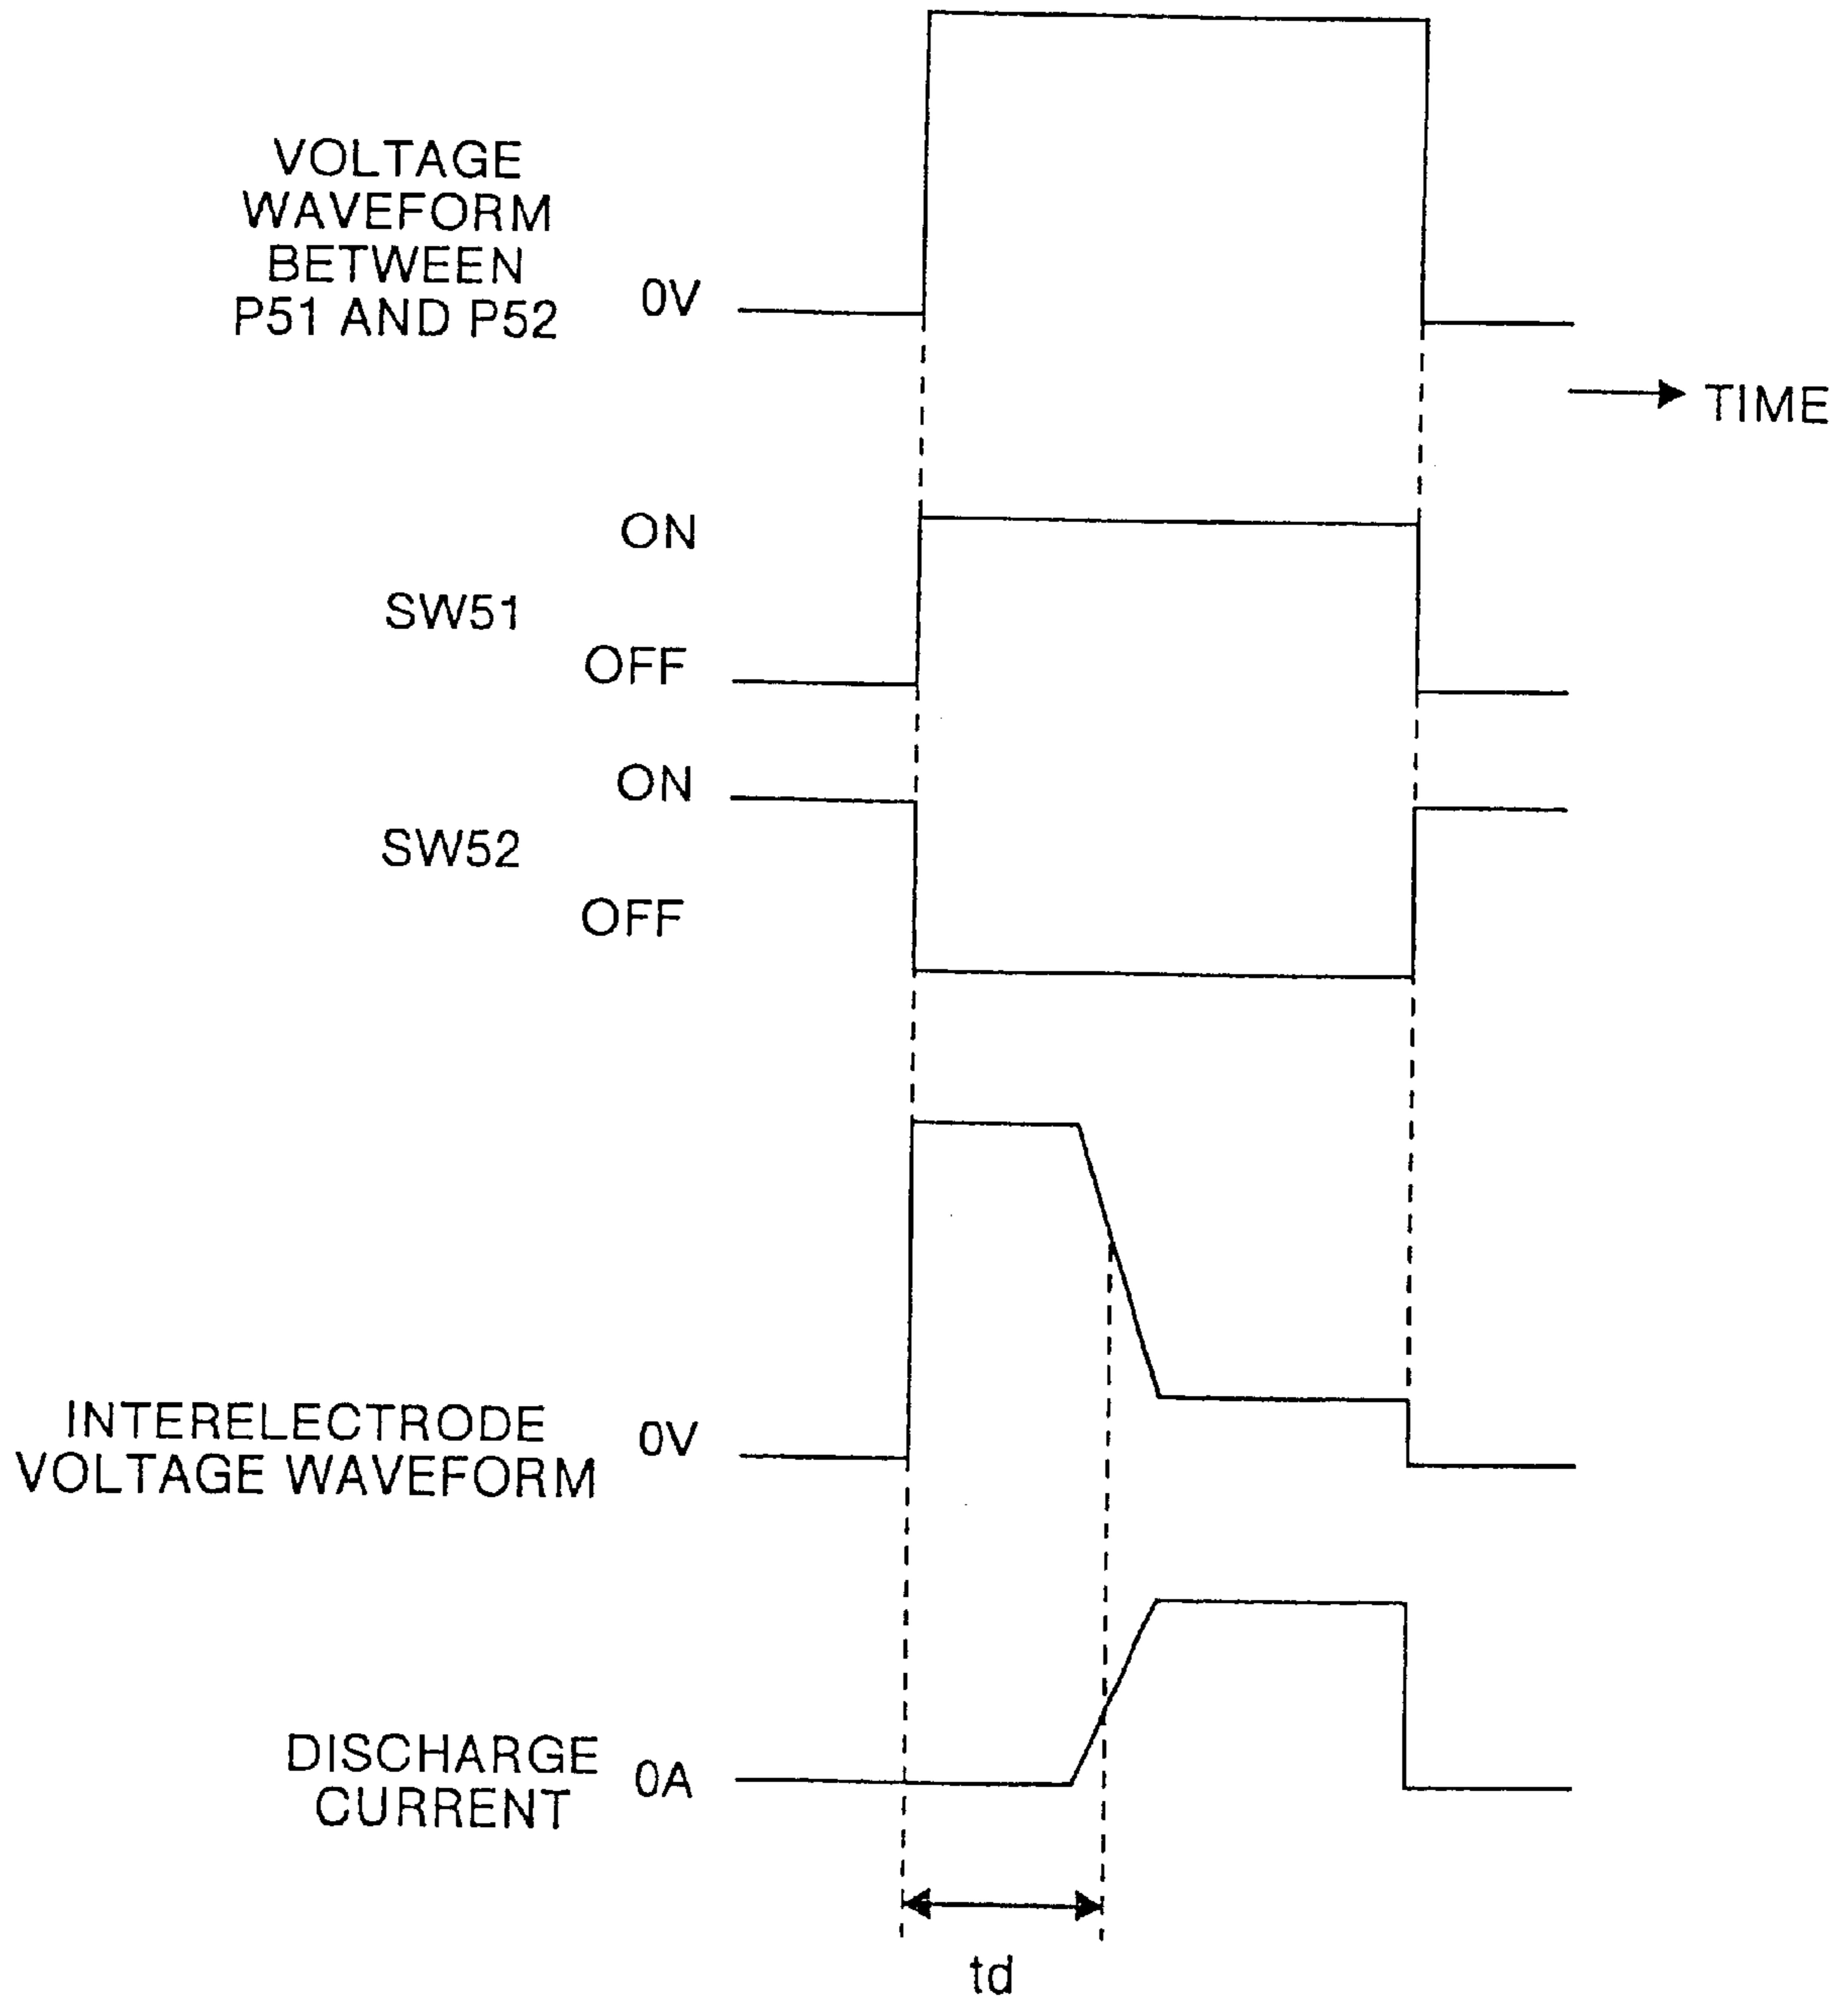 VOLTAGE
WAVEFORM
BETWEEN
P51 AND P52
0V
TIME
ON
SW51
OFF
ON
SW52
OFF
INTERELECTRODE
VOLTAGE WAVEFORM
0V
DISCHARGE
CURRENT
0A
td